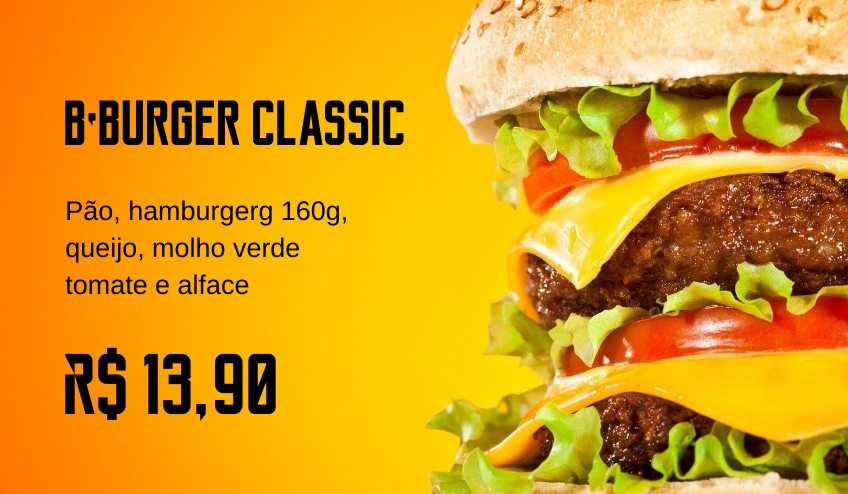 B·BURGER CLASSIC
Pão, hamburgerg 160g,
queijo, molho verde
tomate e alface
R$ 13,90